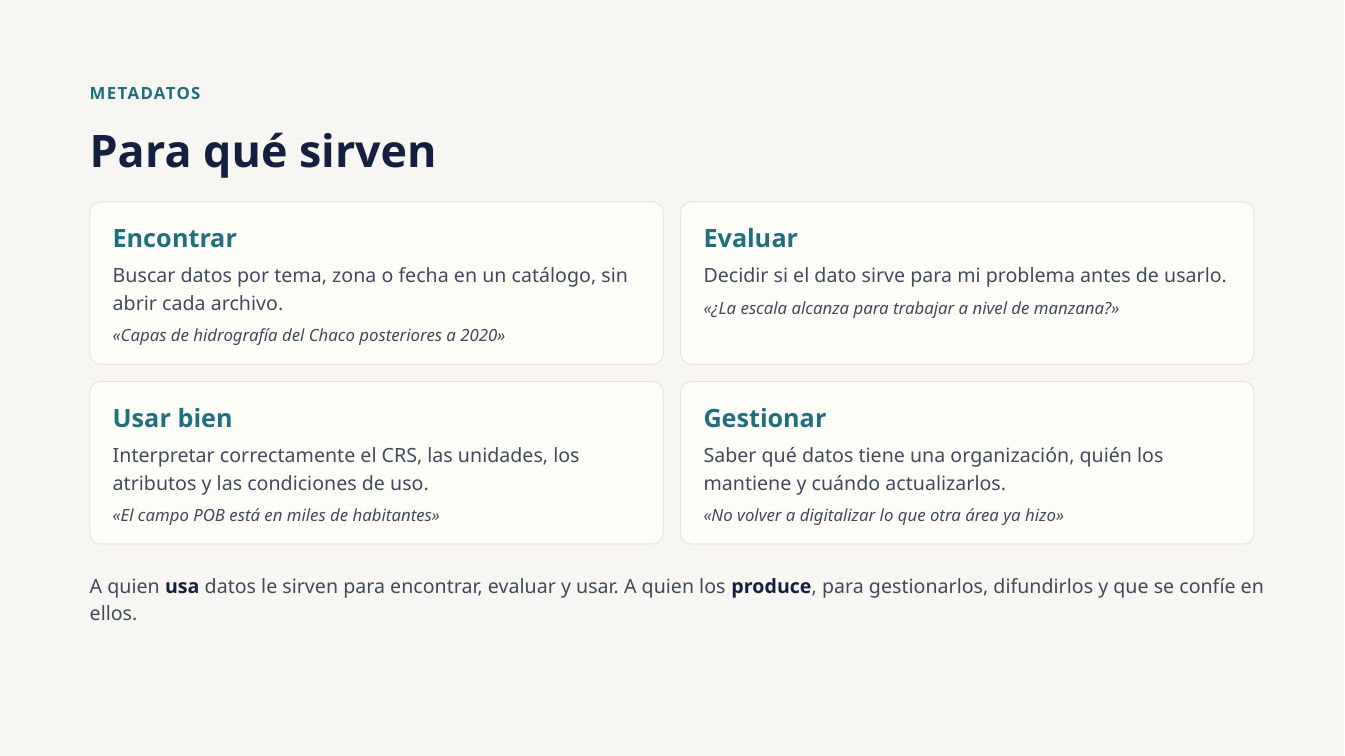 METADATOS
Para qué sirven
Encontrar
Buscar datos por tema, zona o fecha en un catálogo, sin
abrir cada archivo.
«Capas de hidrografía del Chaco posteriores a 2020»
Evaluar
Decidir si el dato sirve para mi problema antes de usarlo.
«¿La escala alcanza para trabajar a nivel de manzana?»
Usar bien
Interpretar correctamente el CRS, las unidades, los
atributos y las condiciones de uso.
«El campo POB está en miles de habitantes»
Gestionar
Saber qué datos tiene una organización, quién los
mantiene y cuándo actualizarlos.
«No volver a digitalizar lo que otra área ya hizo»
A quien usa datos le sirven para encontrar, evaluar y usar. A quien los produce, para gestionarlos, difundirlos y que se confíe en
ellos.